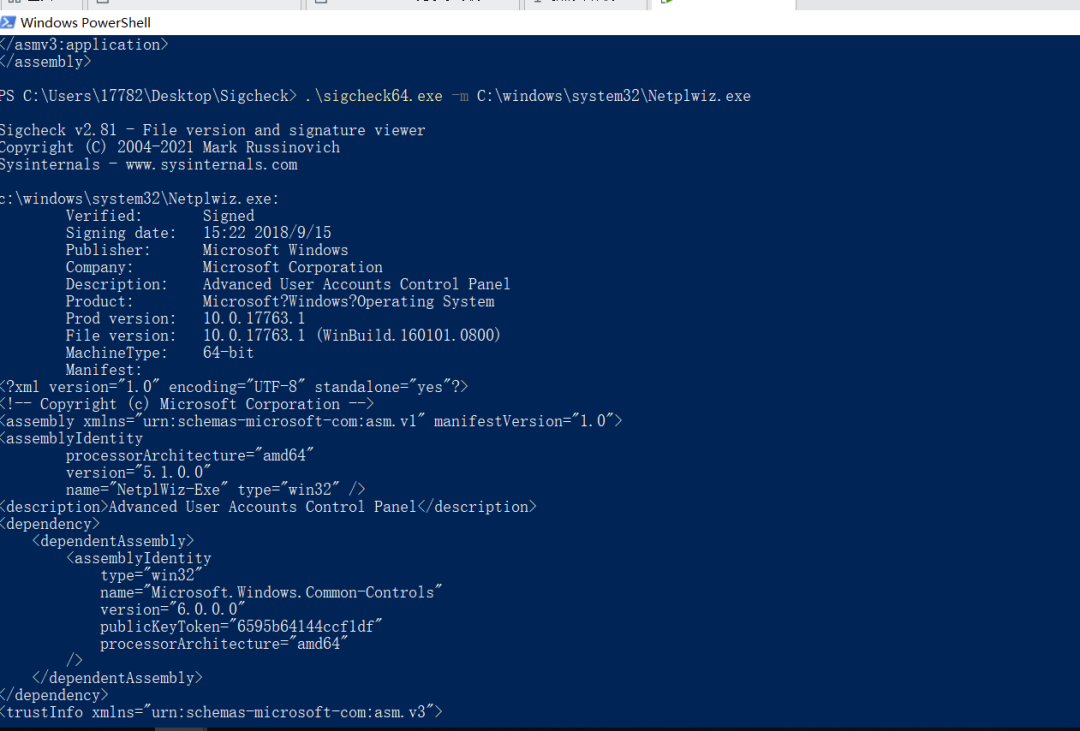 Windows PowerShell
</asmv3:application>
</assembly>
PS C:\Users\17782\Desktop\Sigcheck> .\sigcheck64.exe -m C:\windows\system32\Netplwiz.exe
Sigcheck v2.81 - File version and signature viewer
Copyright (C) 2004-2021 Mark Russinovich
Sysinternals - www.sysinternals.com
c:\windows\system32\Netplwiz.exe:
Verified: Signed
Signing date: 15:22 2018/9/15
Publisher: Microsoft Windows
Company: Microsoft Corporation
Description: Advanced User Accounts Control Panel
Product: Microsoft?Windows?Operating System
Prod version: 10.0.17763.1
File version: 10.0.17763.1 (WinBuild.160101.0800)
MachineType: 64-bit
Manifest:
<?xml version="1.0" encoding="UTF-8" standalone="yes"?>
<!-- Copyright (c) Microsoft Corporation -->
<assembly xmlns="urn:schemas-microsoft-com:asm.v1" manifestVersion="1.0">
<assemblyIdentity
processorArchitecture="amd64"
version="5.1.0.0"
name="NetplWiz-Exe" type="win32" />
<description>Advanced User Accounts Control Panel</description>
<dependency>
<dependentAssembly>
<assemblyIdentity
type="win32"
name="Microsoft.Windows.Common-Controls"
version="6.0.0.0"
publicKeyToken="6595b64144ccf1df"
processorArchitecture="amd64"
/>
</dependentAssembly>
</dependency>
<trustInfo xmlns="urn:schemas-microsoft-com:asm.v3">